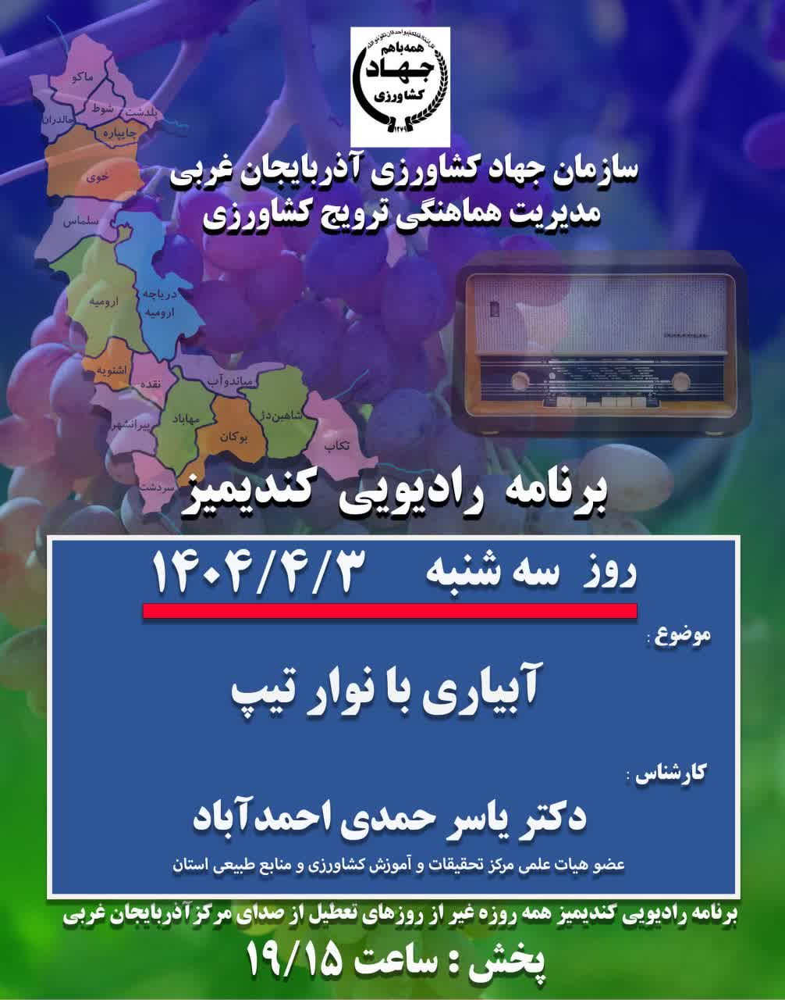 همه با هم
جهاد
کشاورزی
۱۳۷۹
سازمان جهاد کشاورزی آذربایجان غربی
مدیریت هماهنگی ترویج کشاورزی
ماکو
شوط
پلدشت
چالدران
چایپاره
خوی
سلماس
ارومیه
دریاچه
ارومیه
اشنویه
نقده
میاندوآب
پیرانشهر
مهاباد
بوکان
شاهین‌دژ
تکاب
سردشت
برنامه رادیویی کندیمیز
روز سه شنبه ۱۴۰۴/۴/۳
موضوع :
آبیاری با نوار تیپ
کارشناس :
دکتر یاسر حمدی احمدآباد
عضو هیات علمی مرکز تحقیقات و آموزش کشاورزی و منابع طبیعی استان
برنامه رادیویی کندیمیز همه روزه غیر از روزهای تعطیل از صدای مرکز آذربایجان غربی
پخش : ساعت ۱۹/۱۵